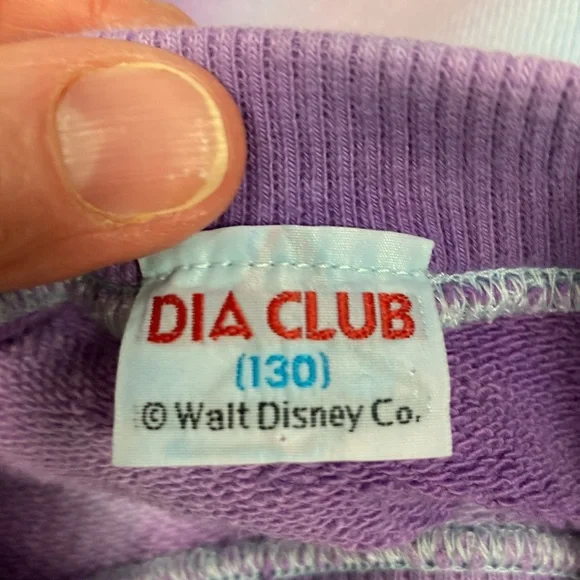 DIA CLUB
(130)
© Walt Disney Co.